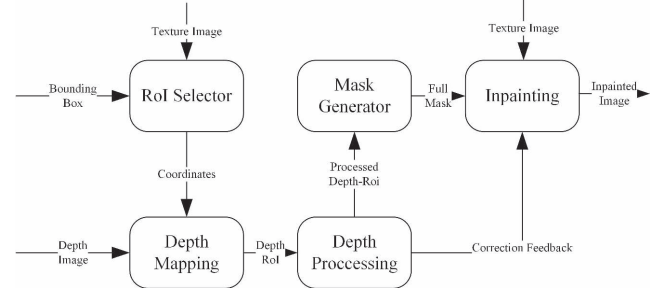 Texture Image
Texture Image
Bounding
Box
RoI Selector
Mask
Generator
Full
Mask
Inpainting
Inpainted
Image
Coordinates
Processed
Depth-Roi
Depth
Image
Depth
Mapping
Depth
RoI
Depth
Proccessing
Correction Feedback